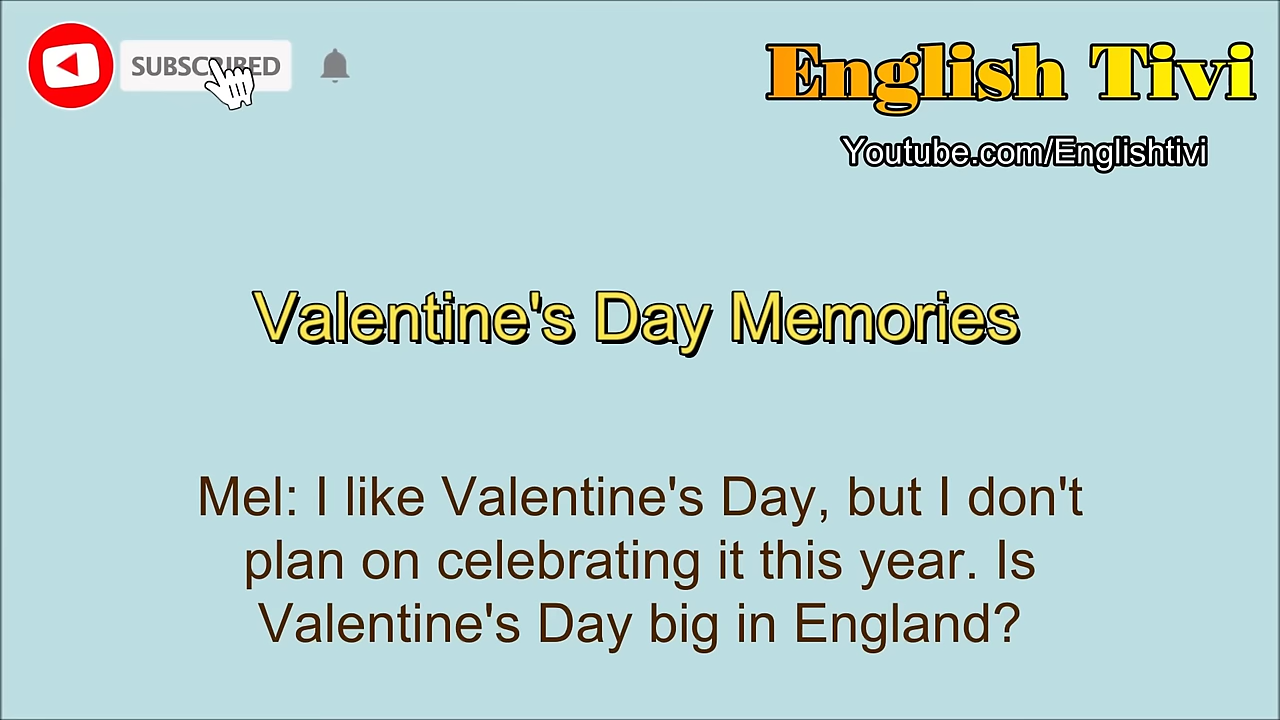 SUBSCRIBED
English Tivi
Youtube.com/Englishtivi
Valentine's Day Memories
Mel: I like Valentine's Day, but I don't
plan on celebrating it this year. Is
Valentine's Day big in England?